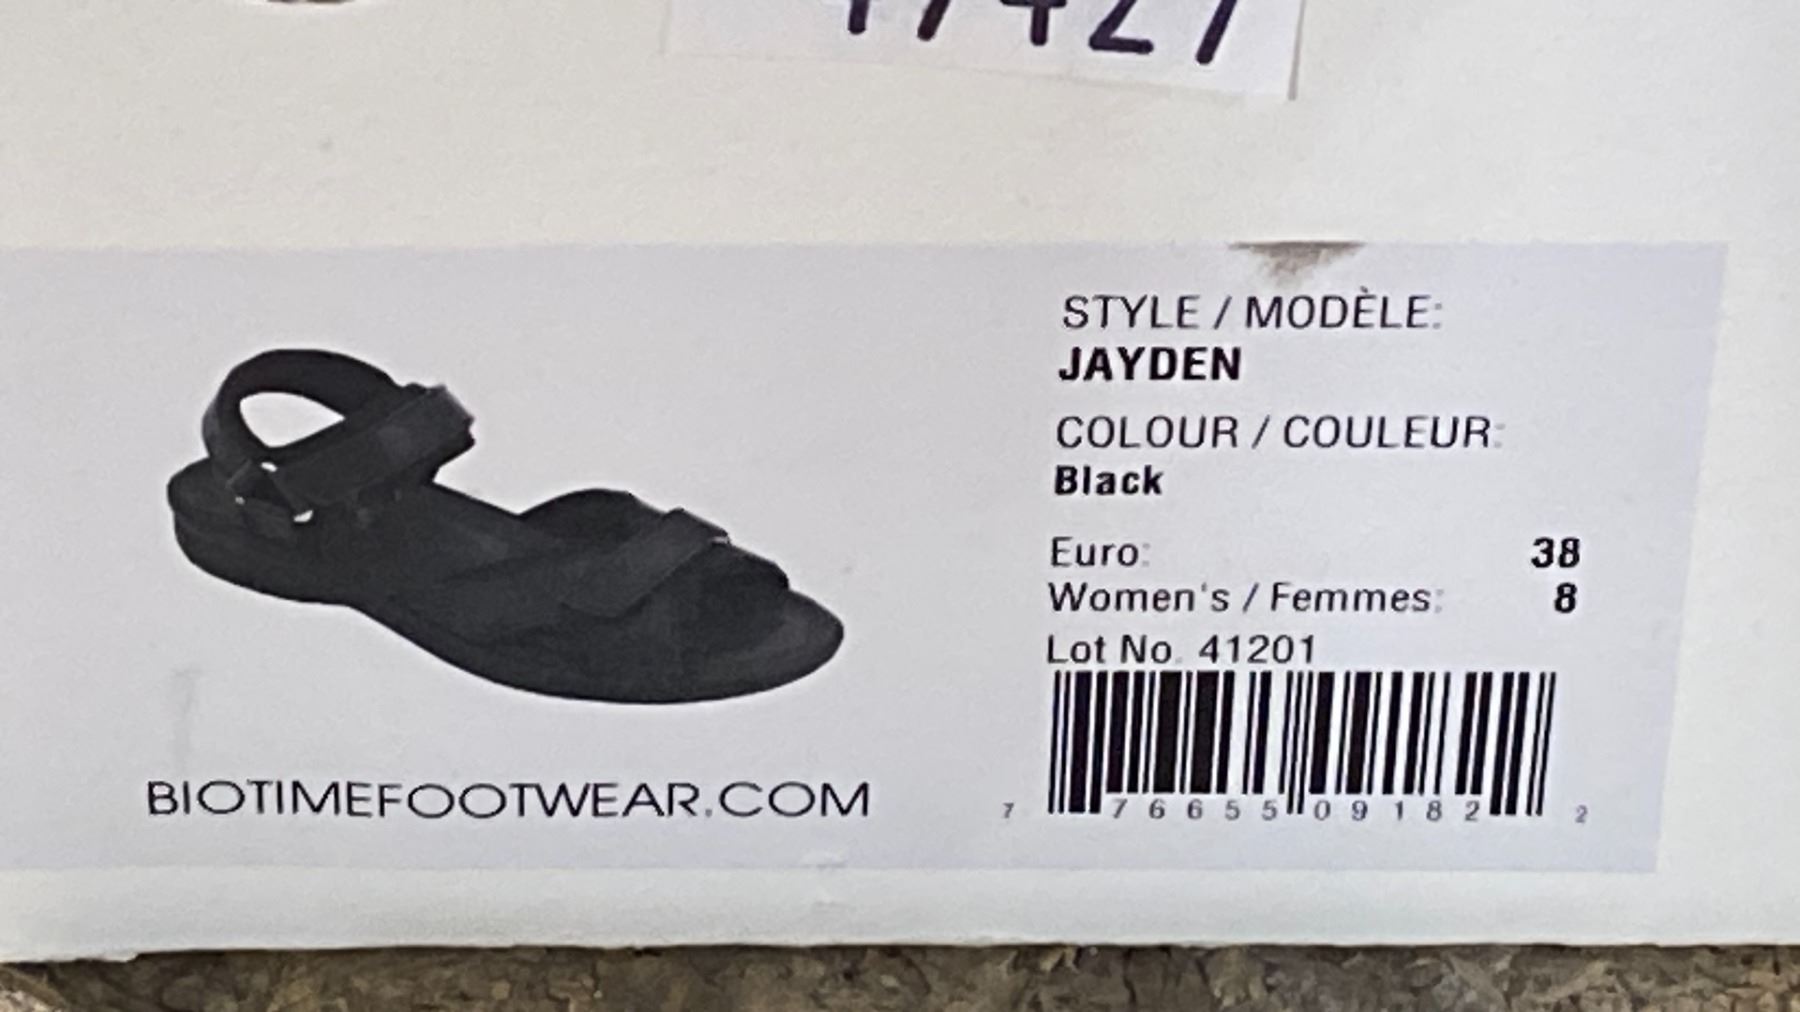 STYLE / MODÈLE:
JAYDEN
COLOUR / COULEUR:
Black
Euro: 38
Women's / Femmes: 8
Lot No. 41201
7 76655 09182 2
BIOTIMEFOOTWEAR.COM